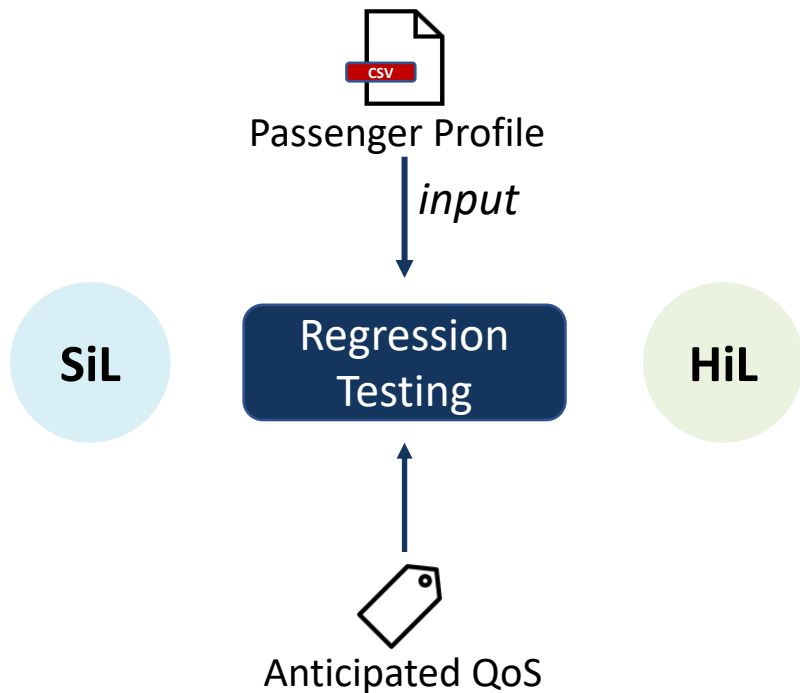 CSV
Passenger Profile
input
SiL
Regression
Testing
HiL
Anticipated QoS